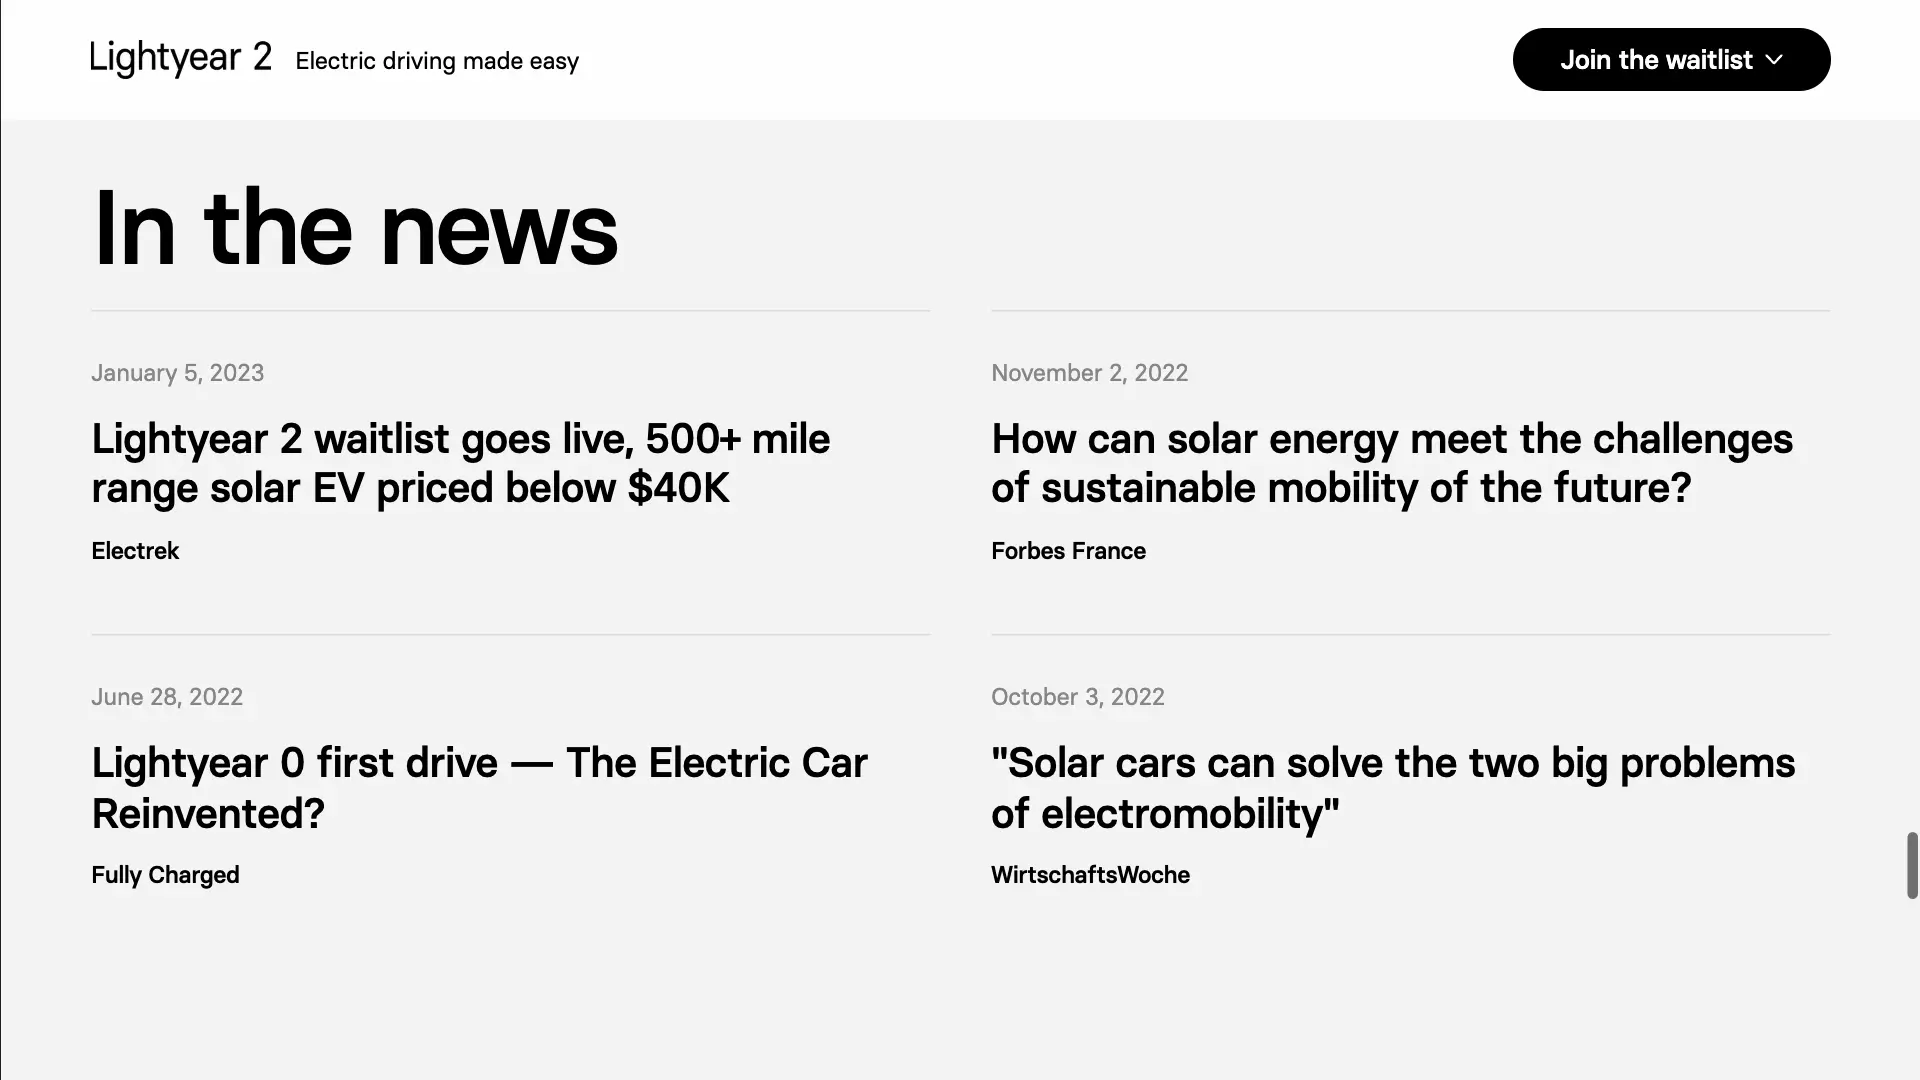 Lightyear 2 Electric driving made easy
Join the waitlist
In the news
January 5, 2023
Lightyear 2 waitlist goes live, 500+ mile
range solar EV priced below $40K
Electrek
November 2, 2022
How can solar energy meet the challenges
of sustainable mobility of the future?
Forbes France
June 28, 2022
Lightyear 0 first drive — The Electric Car
Reinvented?
Fully Charged
October 3, 2022
"Solar cars can solve the two big problems
of electromobility"
WirtschaftsWoche